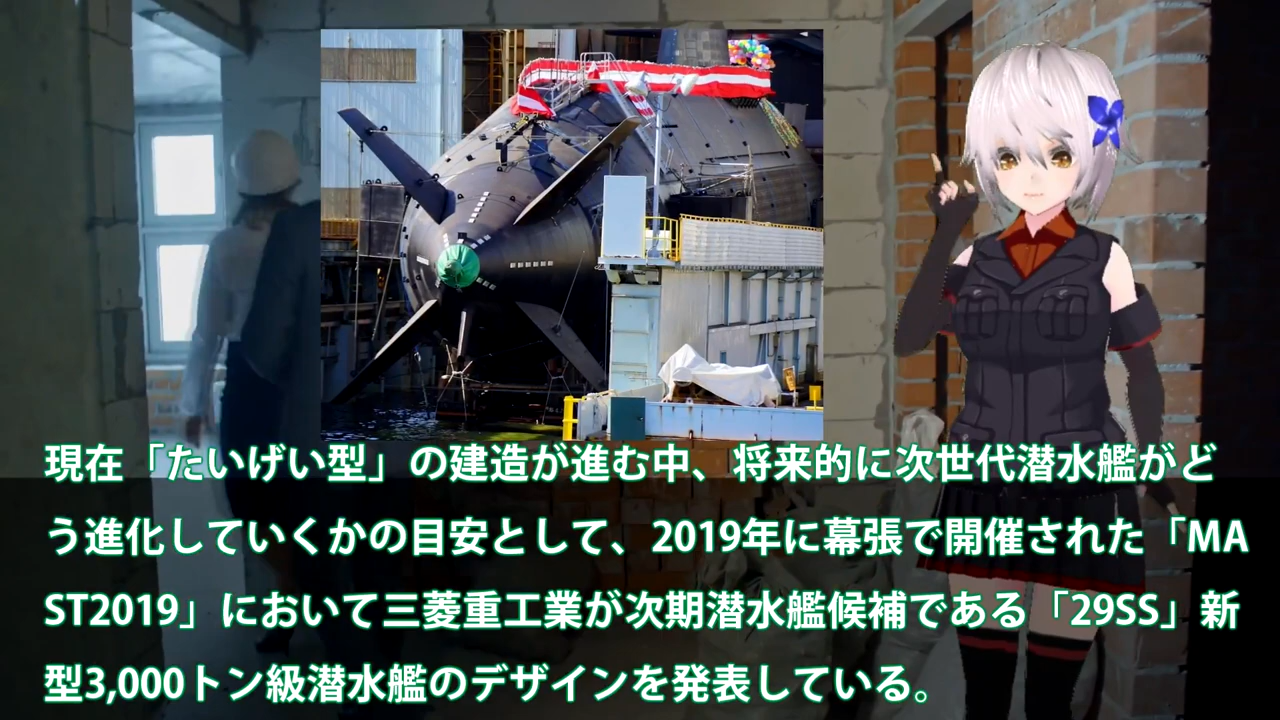 現在「たいげい型」の建造が進む中、将来的に次世代潜水艦がど
う進化していくかの目安として、2019年に幕張で開催された「MA
ST2019」において三菱重工業が次期潜水艦候補である「29SS」新
型3,000トン級潜水艦のデザインを発表している。